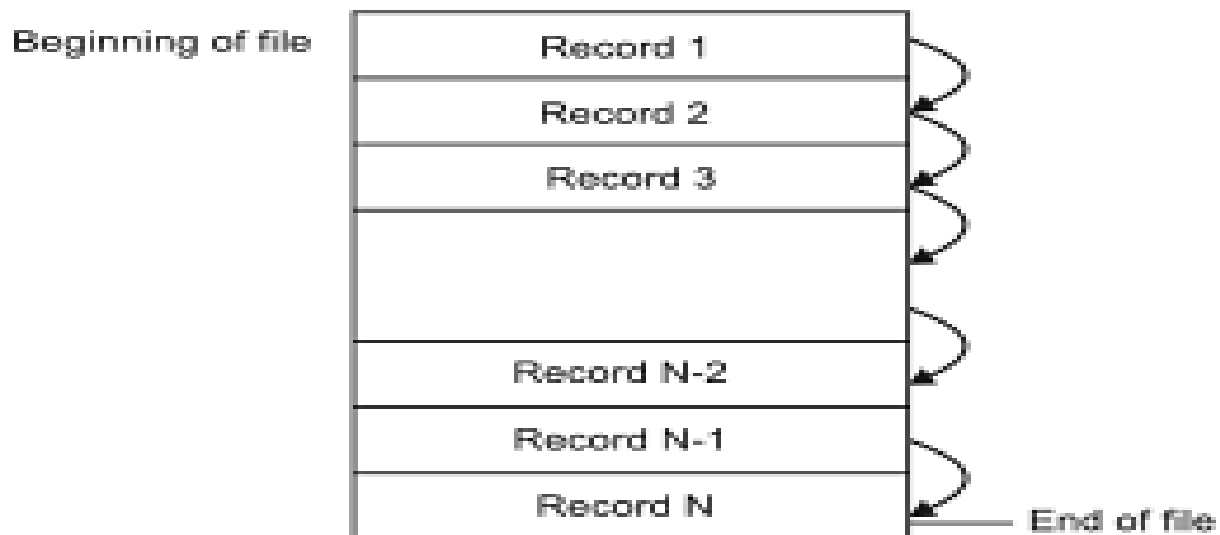 Beginning of file
Record 1
Record 2
Record 3
Record N-2
Record N-1
Record N
End of file